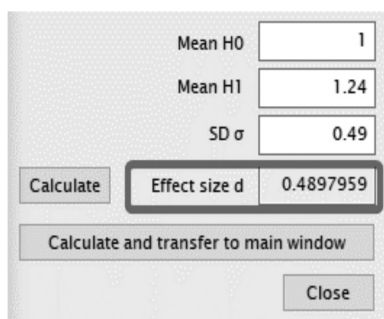 Mean H0 1
Mean H1 1.24
SD σ 0.49
Calculate Effect size d 0.4897959
Calculate and transfer to main window
Close